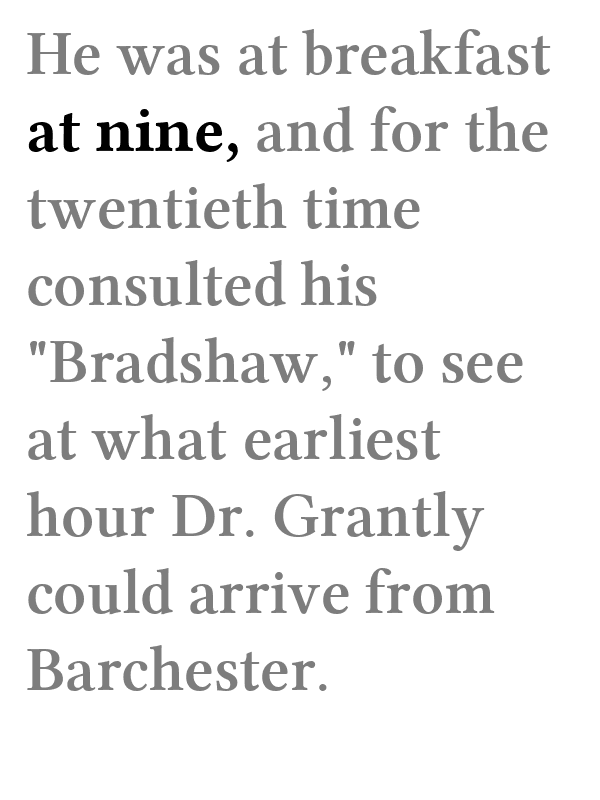 He was at breakfast
at nine, and for the
twentieth time
consulted his
"Bradshaw," to see
at what earliest
hour Dr. Grantly
could arrive from
Barchester.